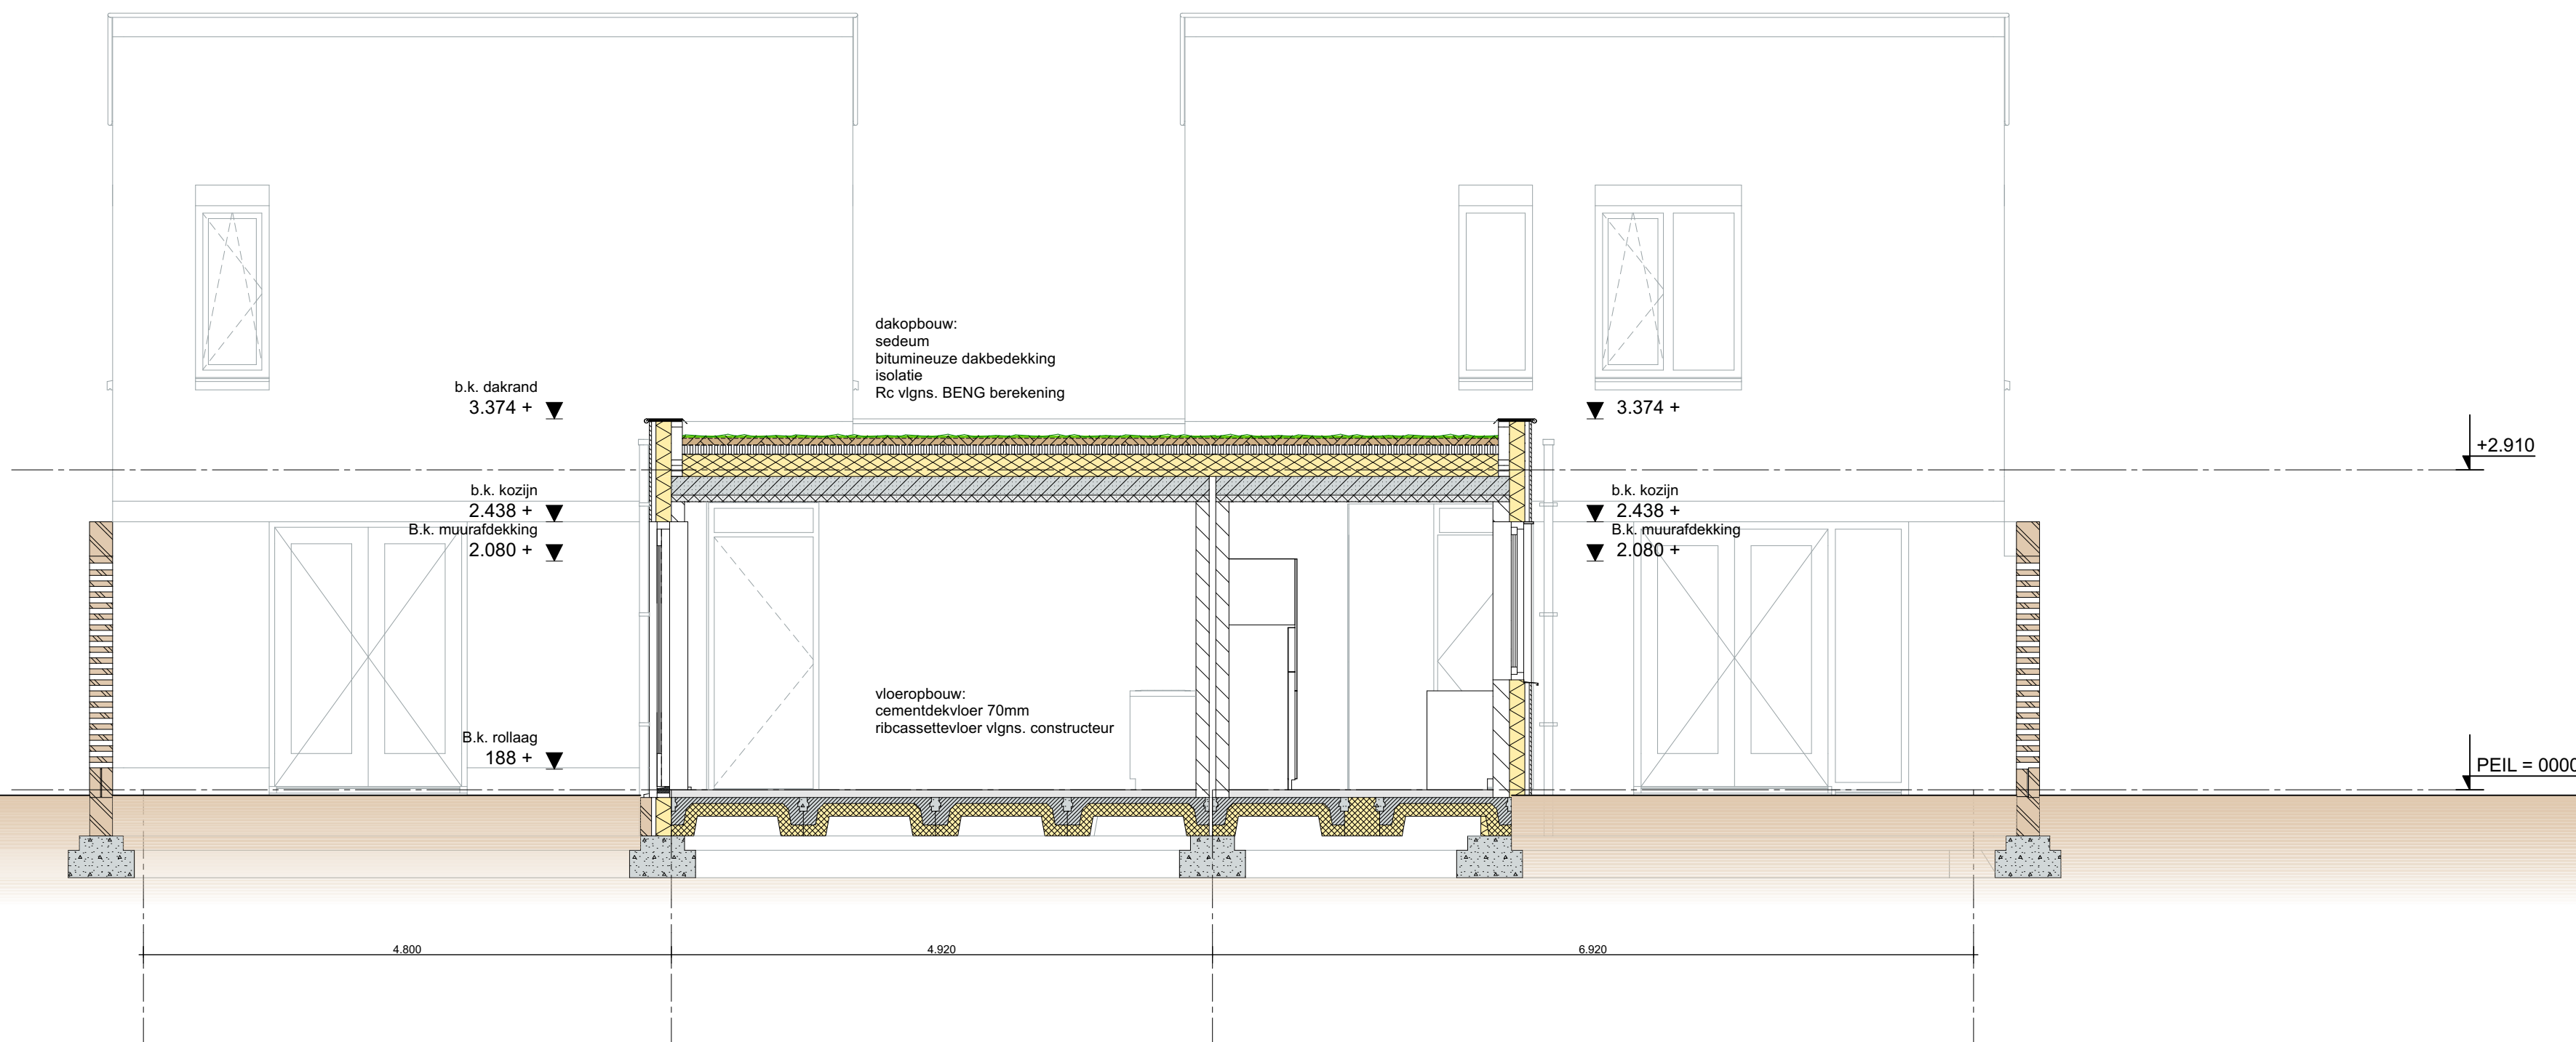 dakopbouw:
sedeum
bitumineuze dakbedekking
isolatie
Rc vlgns. BENG berekening
b.k. dakrand
3.374 +
3.374 +
+2.910
b.k. kozijn
2.438 +
B.k. muurafdekking
2.080 +
b.k. kozijn
2.438 +
B.k. muurafdekking
2.080 +
vloeropbouw:
cementdekvloer 70mm
ribcassettevloer vlgns. constructeur
B.k. rollaag
188 +
PEIL = 0000
4.800
4.920
6.920